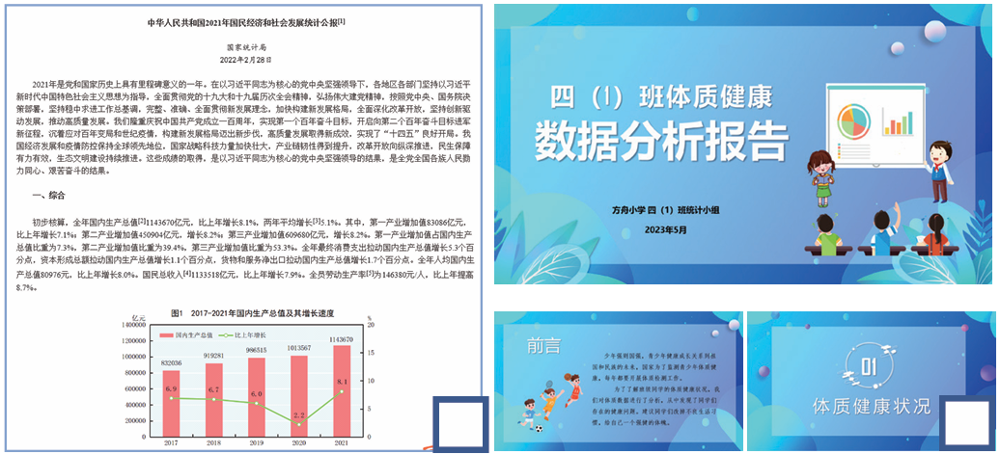 中华人民共和国2021年国民经济和社会发展统计公报[1]
国家统计局
2022年2月28日
2021年是党和国家历史上具有里程碑意义的一年。在以习近平同志为核心的党中央坚强领导下，各地区各部门坚持以习近平
新时代中国特色社会主义思想为指导，全面贯彻党的十九大和十九届历次全会精神，弘扬伟大建党精神，按照党中央、国务院决
策部署，坚持稳中求进工作总基调，完整、准确、全面贯彻新发展理念，加快构建新发展格局，全面深化改革开放，坚持创新驱
动发展，推动高质量发展。我们隆重庆祝中国共产党成立一百周年，实现第一个百年奋斗目标，开启向第二个百年奋斗目标进军
新征程，沉着应对百年变局和世纪疫情，构建新发展格局迈出新步伐，高质量发展取得新成效，实现了“十四五”良好开局。我
国经济发展和疫情防控保持全球领先地位，国家战略科技力量加快壮大，产业链韧性得到提升，改革开放向纵深推进，民生保障
有力有效，生态文明建设持续推进。这些成绩的取得，是以习近平同志为核心的党中央坚强领导的结果，是全党全国各族人民勠
力同心、艰苦奋斗的结果。
一、综合
初步核算，全年国内生产总值[2]1143670亿元，比上年增长8.1%，两年平均增长[3]5.1%。其中，第一产业增加值83086亿元，
比上年增长7.1%；第二产业增加值450904亿元，增长8.2%；第三产业增加值609680亿元，增长8.2%。第一产业增加值占国内生产
总值比重为7.3%，第二产业增加值比重为39.4%，第三产业增加值比重为53.3%。全年最终消费支出拉动国内生产总值增长5.3个百
分点，资本形成总额拉动国内生产总值增长1.1个百分点，货物和服务净出口拉动国内生产总值增长1.7个百分点。全年人均国内生
产总值80976元，比上年增长8.0%。国民总收入[4]1133518亿元，比上年增长7.9%。全员劳动生产率[5]为146380元/人，比上年提高
8.7%。
图1 2017-2021年国内生产总值及其增长速度
亿元 %
国内生产总值 比上年增长
1400000 20
1200000
1000000 15
800000
600000 10
400000
200000 5
0 0
832036 919281 986515 1013567 1143670
6.9 6.7 6.0 2.2 8.1
2017 2018 2019 2020 2021
四（1）班体质健康
数据分析报告
方舟小学 四（1）班统计小组
2023年5月
前言
少年强则国强，青少年健康成长关系到祖
国和民族的未来，国家为了监测青少年体质健
康，每年都要开展体质检测工作。
为了了解班班同学的体质健康状况，我
们对体质数据进行了分析，从中发现了同学们
存在的健康问题，建议同学们改掉不良生活习
惯，给自己一个强健的体魄。
01
体质健康状况